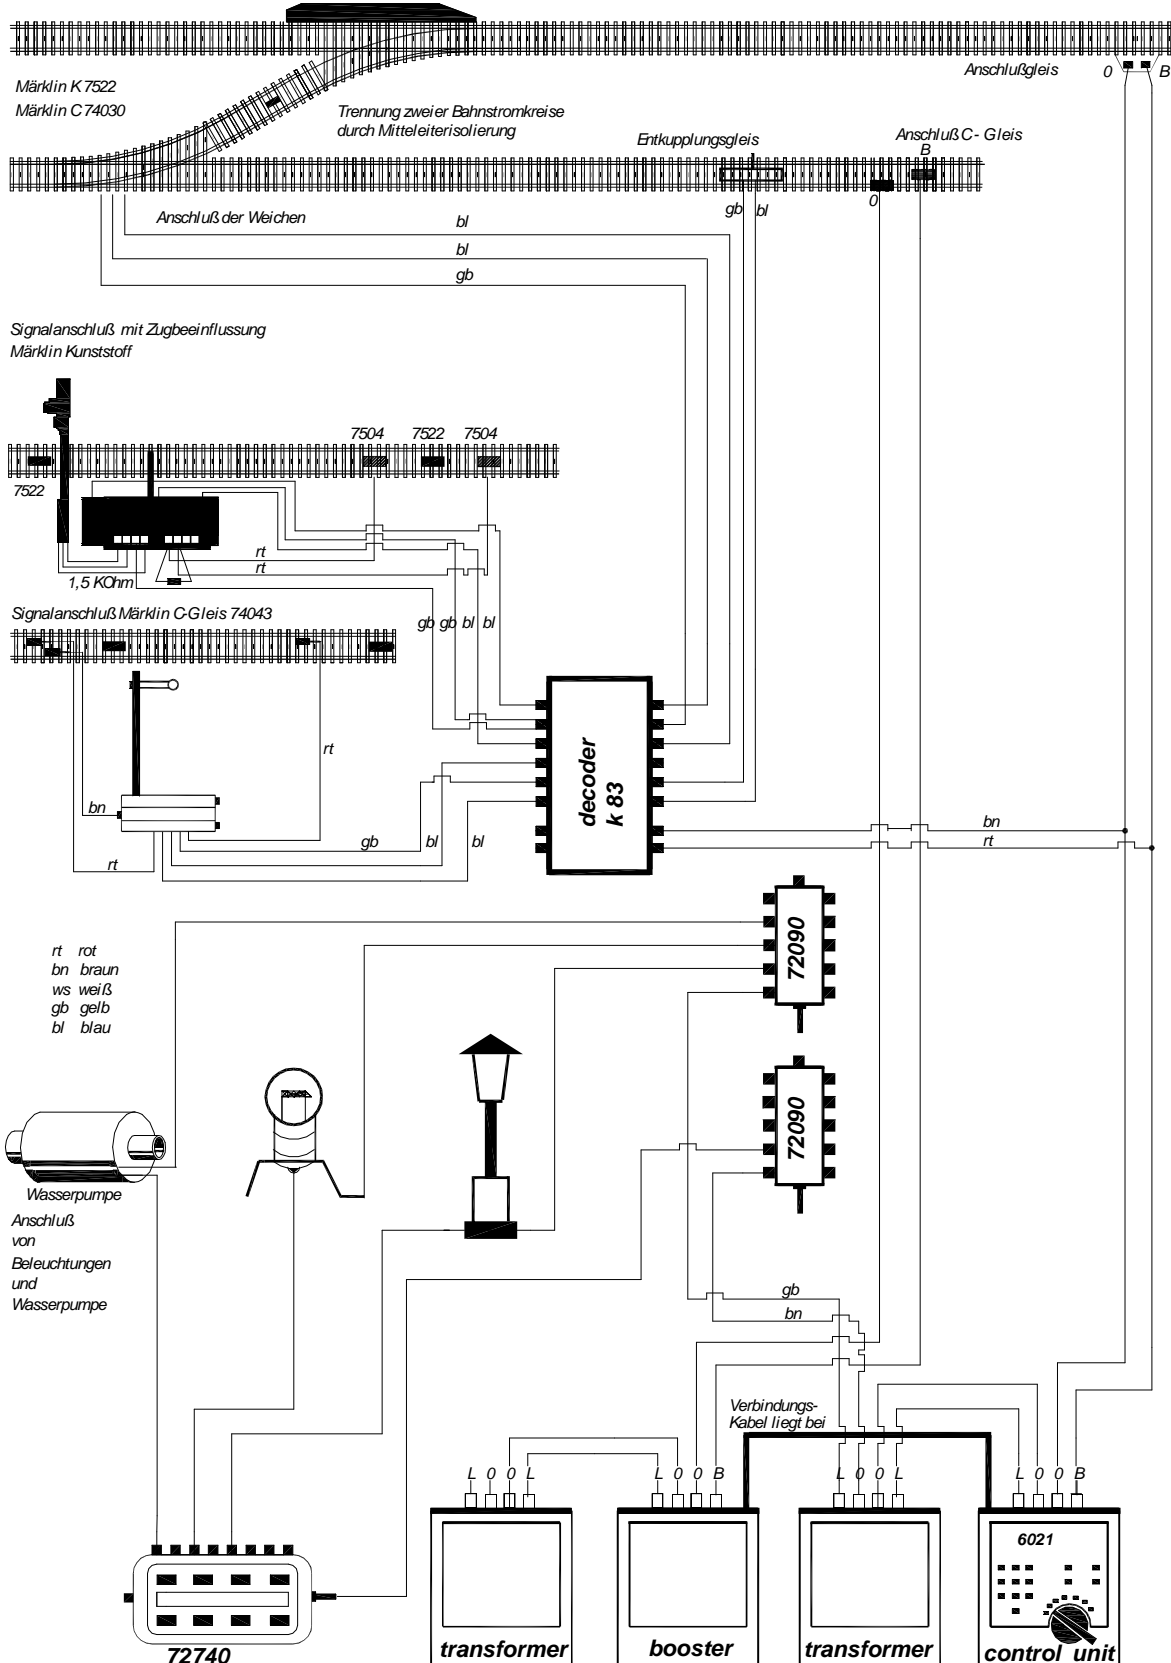 Anschlußgleis
0 B
Märklin K 7522
Märklin C 74030
Trennung zweier Bahnstromkreise
durch Mitteleiterisolierung
Entkupplungsgleis
Anschluß C- Gleis
B
0
gb bl
Anschluß der Weichen
bl
bl
gb
Signalanschluß mit Zugbeeinflussung
Märklin Kunststoff
7504 7522 7504
7522
rt
rt
1,5 KOhm
Signalanschluß Märklin C-Gleis 74043
gb gb bl bl
rt
bn
rt
gb
bl
bl
decoder
k 83
bn
rt
72090
rt rot
bn braun
ws weiß
gb gelb
bl blau
72090
Wasserpumpe
Anschluß
von
Beleuchtungen
und
Wasserpumpe
gb
bn
Verbindungs-
Kabel liegt bei
L 0 0 L
L 0 0 B
L 0 0 L
L 0 0 B
6021
72740
transformer
booster
transformer
control unit